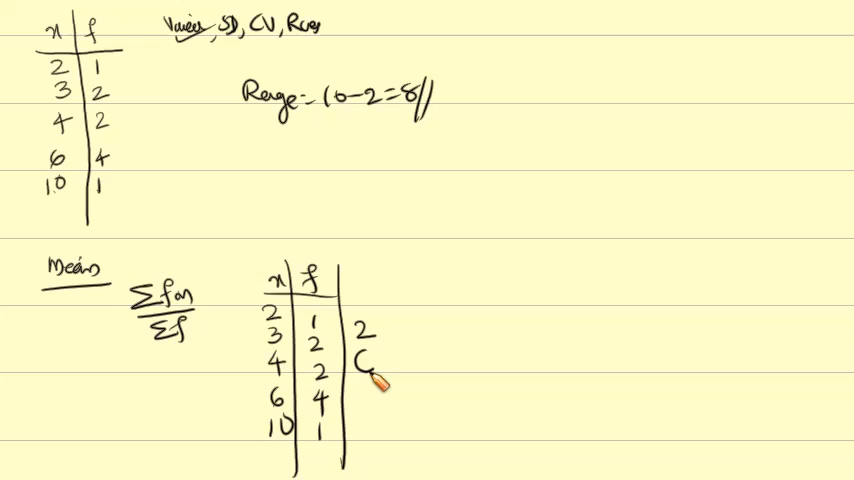 x f
2 1
3 2
4 2
6 4
10 1
SD, CV, Range
Range = 10-2=8//
Mean
Σfx
Σf
x f
2 1 2
3 2
4 2
6 4
10 1